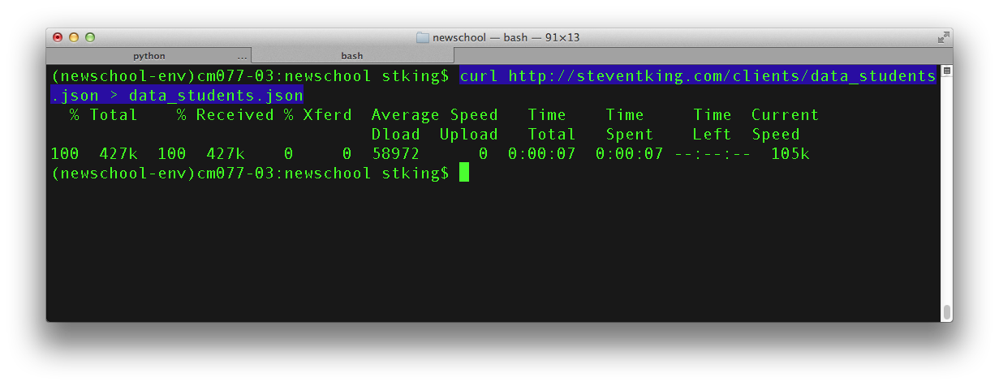 newschool — bash — 91×13
python ... bash
(newschool-env)cm077-03:newschool stking$ curl http://steventking.com/clients/data_students
.json > data_students.json
% Total % Received % Xferd Average Speed Time Time Time Current
Dload Upload Total Spent Left Speed
100 427k 100 427k 0 0 58972 0 0:00:07 0:00:07 --:--:-- 105k
(newschool-env)cm077-03:newschool stking$